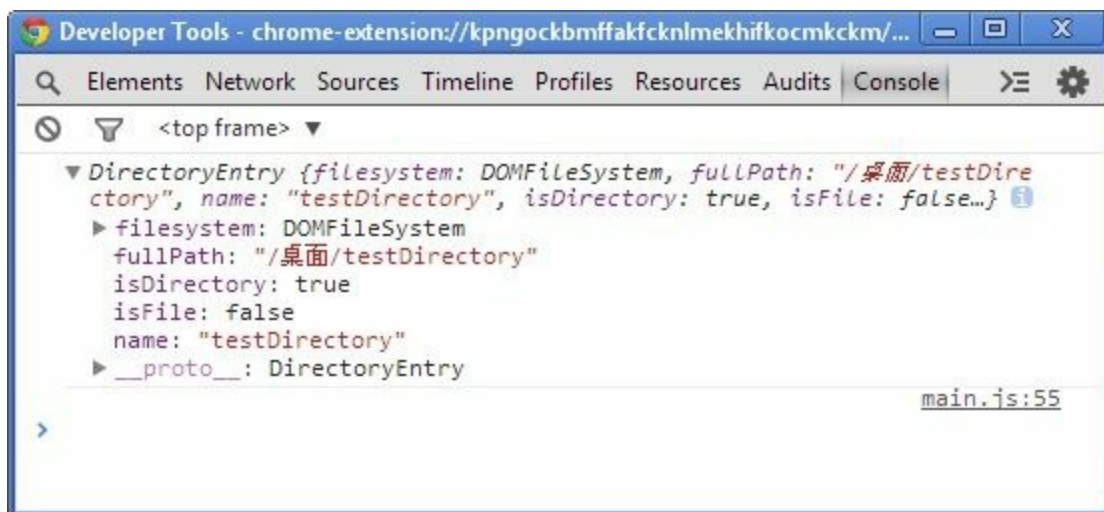 Developer Tools - chrome-extension://kpngockbmffakfcknlmekhifkocmkckm/...
Elements Network Sources Timeline Profiles Resources Audits Console
<top frame> ▼
▼ DirectoryEntry {filesystem: DOMFileSystem, fullPath: "/桌面/testDire
ctory", name: "testDirectory", isDirectory: true, isFile: false…}
▶ filesystem: DOMFileSystem
fullPath: "/桌面/testDirectory"
isDirectory: true
isFile: false
name: "testDirectory"
▶ __proto__: DirectoryEntry
main.js:55
>